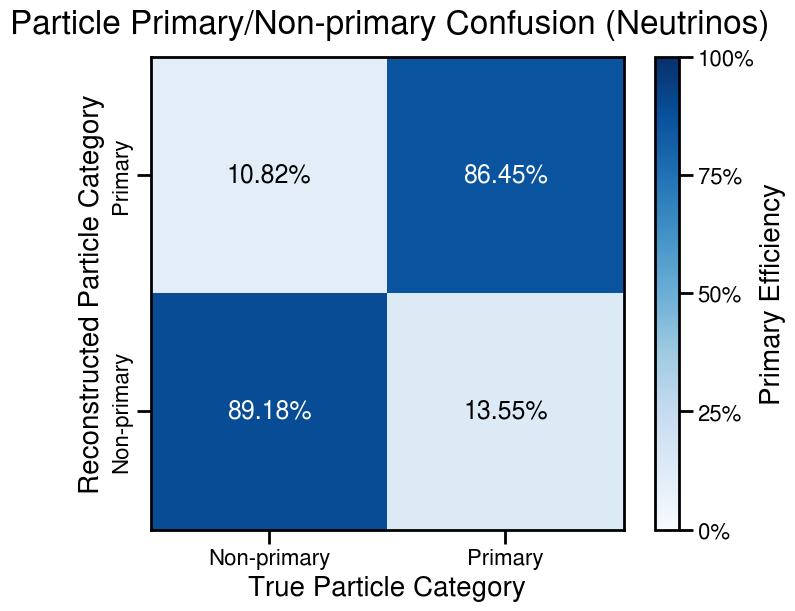 Particle Primary/Non-primary Confusion (Neutrinos)
Reconstructed Particle Category
Primary
Non-primary
10.82%
86.45%
89.18%
13.55%
Non-primary
Primary
True Particle Category
100%
75%
50%
25%
0%
Primary Efficiency